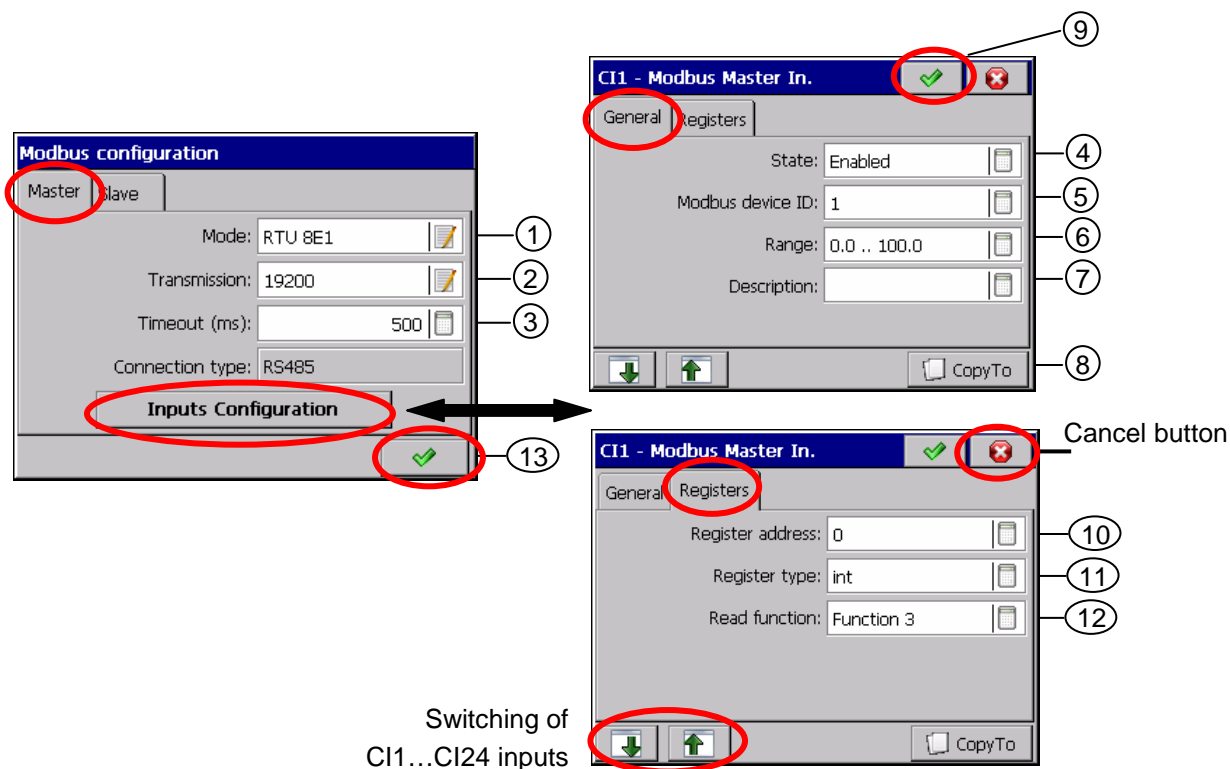 Modbus configuration
Master Slave
Mode: RTU 8E1 1
Transmission: 19200 2
Timeout (ms): 500 3
Connection type: RS485
Inputs Configuration
13
9
CI1 - Modbus Master In.
General Registers
State: Enabled 4
Modbus device ID: 1 5
Range: 0.0 .. 100.0 6
Description: 7
CopyTo 8
Cancel button
CI1 - Modbus Master In.
General Registers
Register address: 0 10
Register type: int 11
Read function: Function 3 12
CopyTo
Switching of
CI1…CI24 inputs